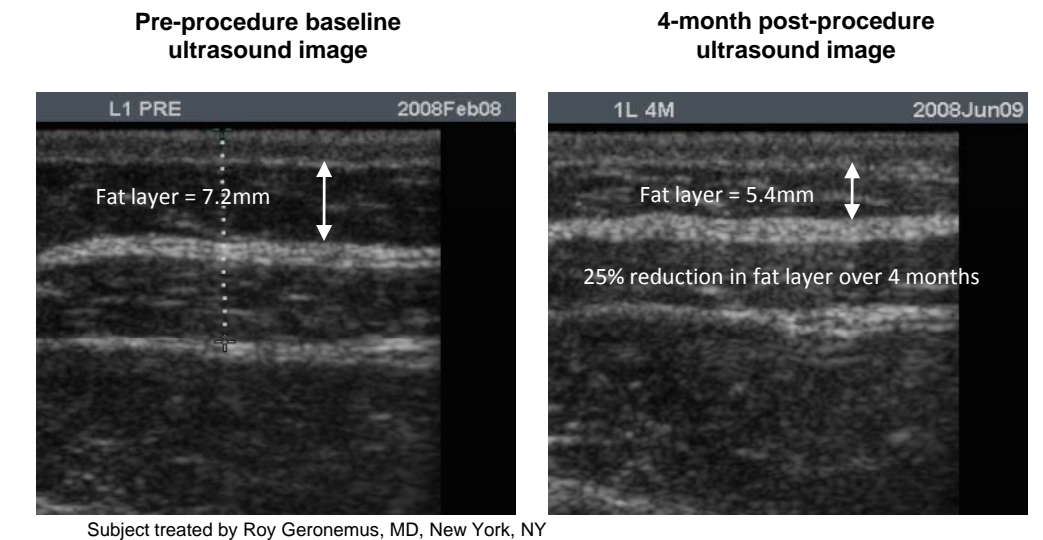 Pre-procedure baseline
ultrasound image
4-month post-procedure
ultrasound image
L1 PRE
2008Feb08
1L 4M
2008Jun09
Fat layer = 7.2mm
Fat layer = 5.4mm
25% reduction in fat layer over 4 months
Subject treated by Roy Geronemus, MD, New York, NY